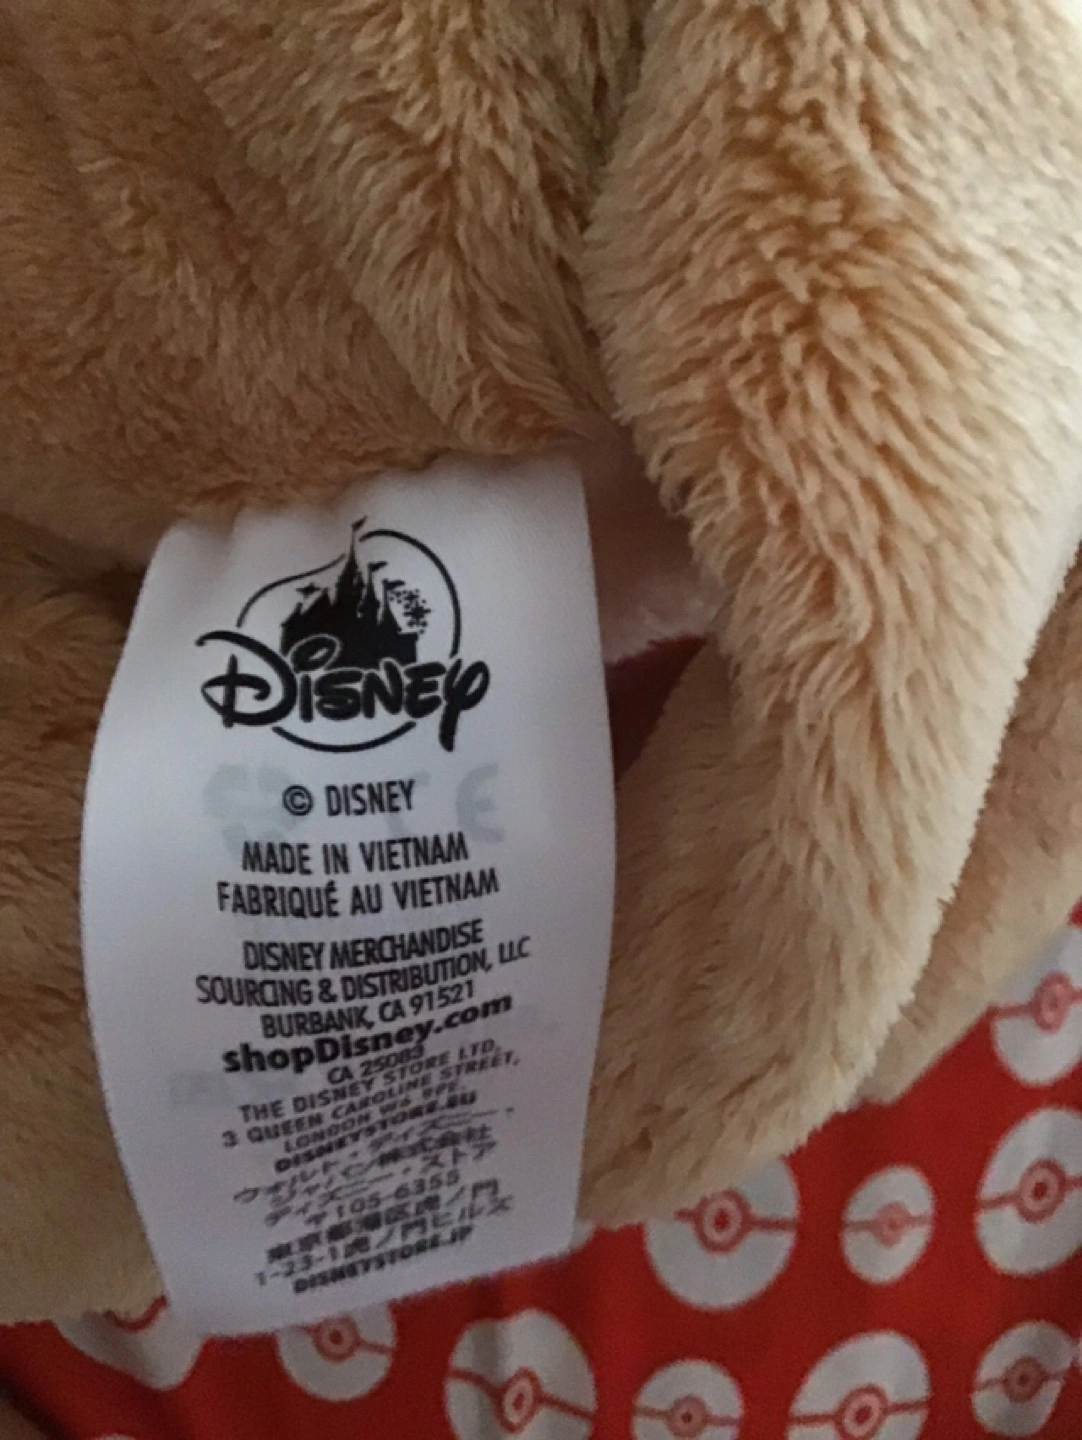 Disney
© DISNEY
MADE IN VIETNAM
FABRIQUÉ AU VIETNAM
DISNEY MERCHANDISE
SOURCING & DISTRIBUTION, LLC
BURBANK, CA 91521
shopDisney.com
CA 25083
THE DISNEY STORE LTD,
3 QUEEN CAROLINE STREET,
LONDON W6 9PE.
DISNEYSTORE.EU
ウォルト・ディズニー・
ジャパン株式会社
ディズニー・ストア
〒105-6355
東京都港区虎ノ門
1-23-1虎ノ門ヒルズ
DISNEYSTORE.JP